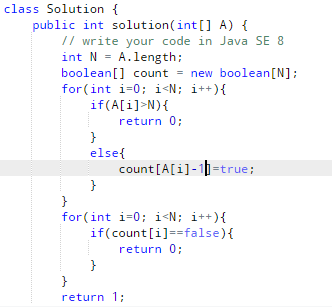 class Solution {
    public int solution(int[] A) {
        // write your code in Java SE 8
        int N = A.length;
        boolean[] count = new boolean[N];
        for(int i=0; i<N; i++){
            if(A[i]>N){
                return 0;
            }
            else{
                count[A[i]-1]=true;
            }
        }
        for(int i=0; i<N; i++){
            if(count[i]==false){
                return 0;
            }
        }
        return 1;